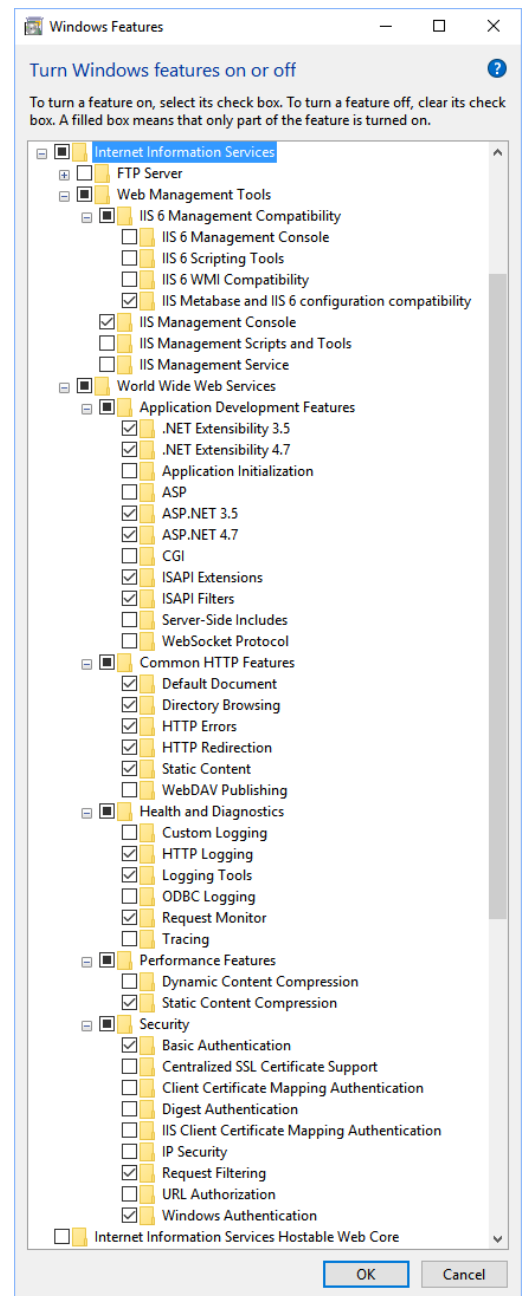 Windows Features
Turn Windows features on or off
To turn a feature on, select its check box. To turn a feature off, clear its check
box. A filled box means that only part of the feature is turned on.
Internet Information Services
FTP Server
Web Management Tools
IIS 6 Management Compatibility
IIS 6 Management Console
IIS 6 Scripting Tools
IIS 6 WMI Compatibility
IIS Metabase and IIS 6 configuration compatibility
IIS Management Console
IIS Management Scripts and Tools
IIS Management Service
World Wide Web Services
Application Development Features
.NET Extensibility 3.5
.NET Extensibility 4.7
Application Initialization
ASP
ASP.NET 3.5
ASP.NET 4.7
CGI
ISAPI Extensions
ISAPI Filters
Server-Side Includes
WebSocket Protocol
Common HTTP Features
Default Document
Directory Browsing
HTTP Errors
HTTP Redirection
Static Content
WebDAV Publishing
Health and Diagnostics
Custom Logging
HTTP Logging
Logging Tools
ODBC Logging
Request Monitor
Tracing
Performance Features
Dynamic Content Compression
Static Content Compression
Security
Basic Authentication
Centralized SSL Certificate Support
Client Certificate Mapping Authentication
Digest Authentication
IIS Client Certificate Mapping Authentication
IP Security
Request Filtering
URL Authorization
Windows Authentication
Internet Information Services Hostable Web Core
OK Cancel